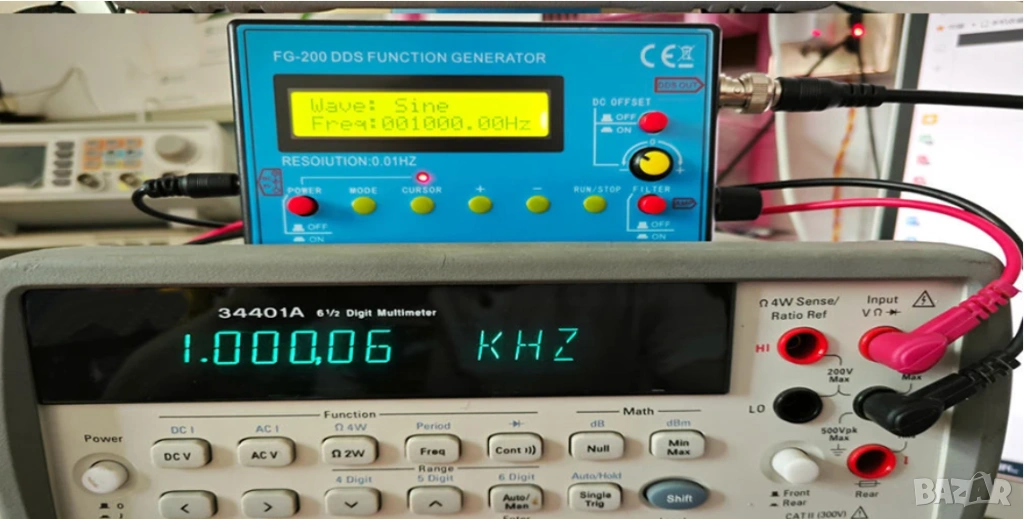 FG-200 DDS FUNCTION GENERATOR
CE
DDS OUT
Wave: Sine
Freq:001000.00Hz
DC OFFSET
OFF
ON
0
- +
RESOIUTION:0.01HZ
POWER MODE CURSOR + - RUN/STOP FILTER
OFF
ON
OFF
ON
34401A 6½ Digit Multimeter
1.000,06 KHZ
Ω 4W Sense/
Ratio Ref
Input
V Ω
HI
200V
Max
Max
LO
500Vpk
Max
I
Function
Math
DC I AC I Ω 4W Period dB dBm
Power
DC V AC V Ω 2W Freq Cont Null Min
Max
Range
4 Digit 5 Digit 6 Digit Auto/Hold
< > Auto/
Man
Single
Trig
Shift
Front
Rear
Rear
CAT II (300V)
BAZAR